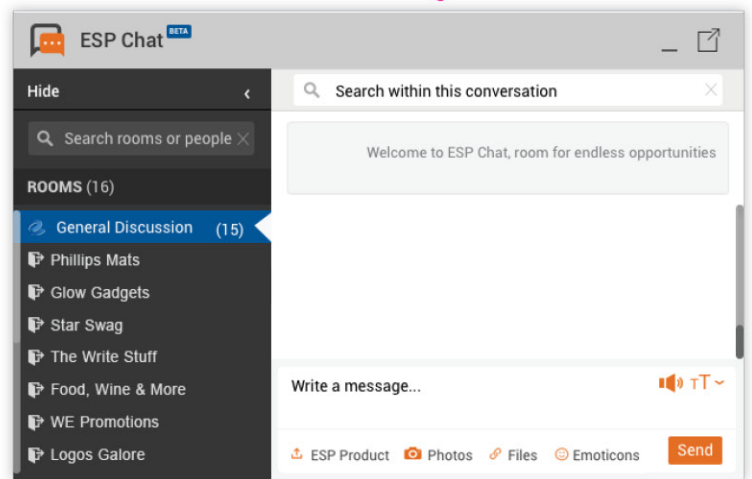 ESP Chat BETA
Hide
Search rooms or people
ROOMS (16)
General Discussion (15)
Phillips Mats
Glow Gadgets
Star Swag
The Write Stuff
Food, Wine & More
WE Promotions
Logos Galore
Search within this conversation
Welcome to ESP Chat, room for endless opportunities
Write a message...
TT
ESP Product Photos Files Emoticons Send